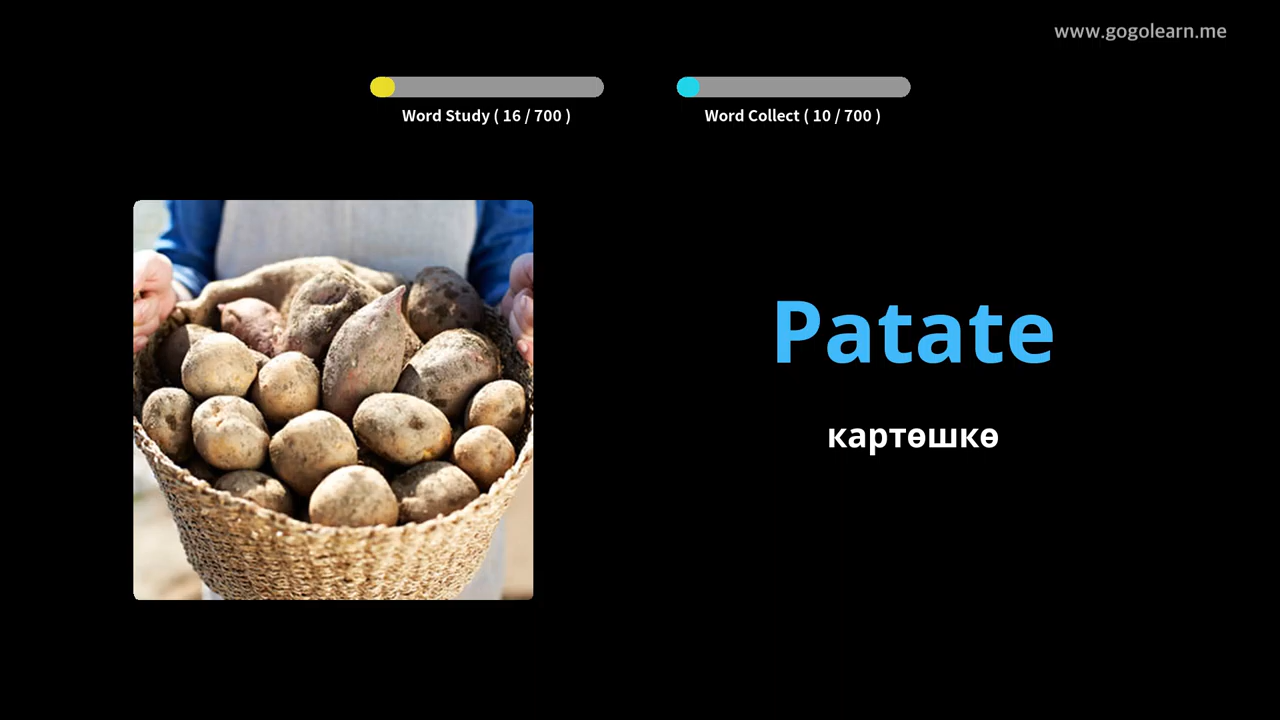 www.gogolearn.me
Word Study ( 16 / 700 )
Word Collect ( 10 / 700 )
Patate
картөшкө